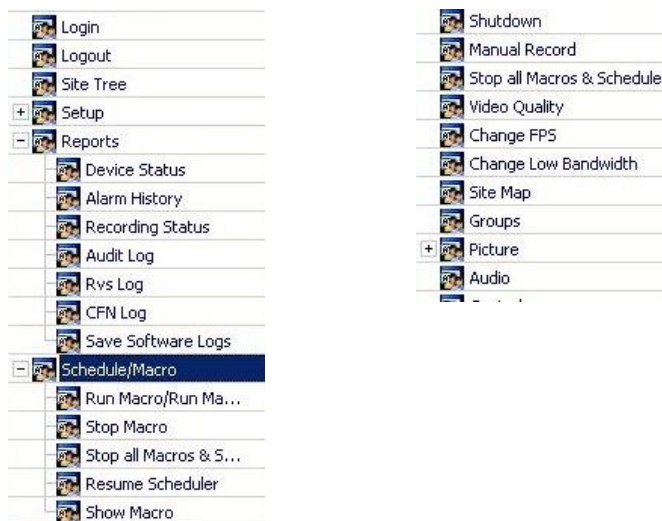 Login
Logout
Site Tree
Setup
Reports
Device Status
Alarm History
Recording Status
Audit Log
Rvs Log
CFN Log
Save Software Logs
Schedule/Macro
Run Macro/Run Ma...
Stop Macro
Stop all Macros & S...
Resume Scheduler
Show Macro
Shutdown
Manual Record
Stop all Macros & Schedule
Video Quality
Change FPS
Change Low Bandwidth
Site Map
Groups
Picture
Audio